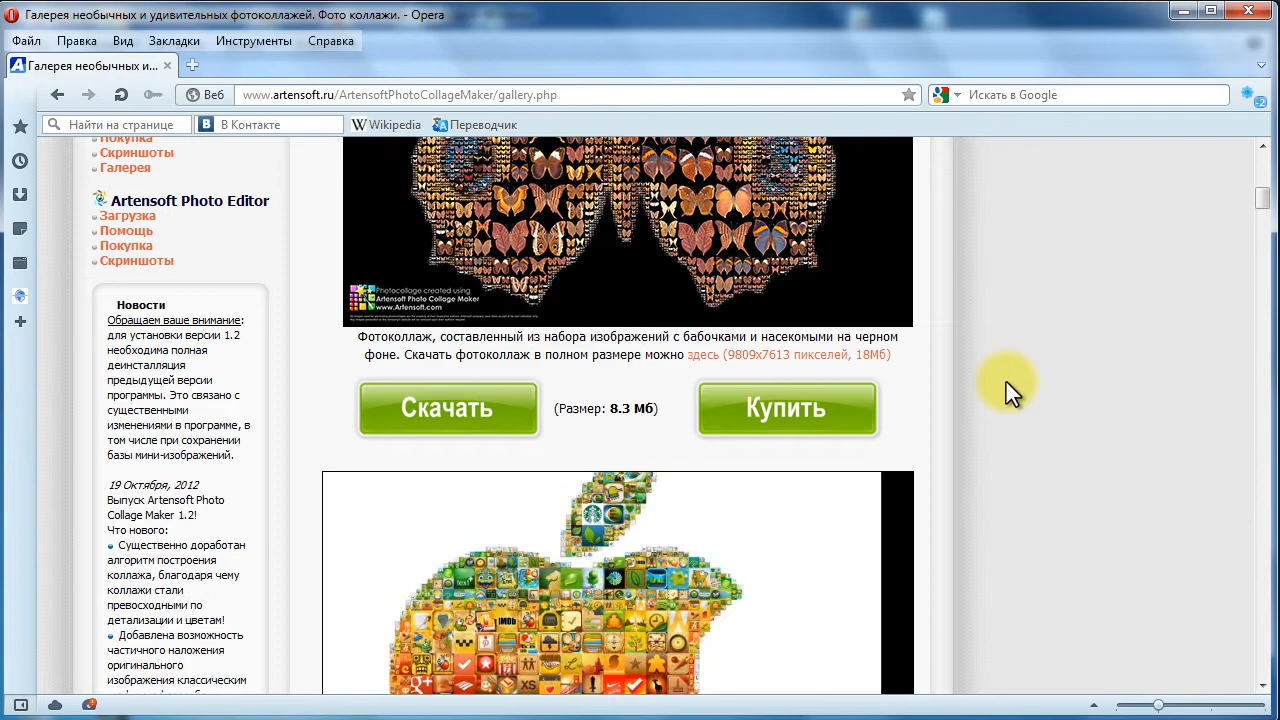 Галерея необычных и удивительных фотоколлажей. Фото коллажи. - Opera
Файл Правка Вид Закладки Инструменты Справка
Галерея необычных и...
Веб www.artensoft.ru/ArtensoftPhotoCollageMaker/gallery.php Искать в Google
Найти на странице В Контакте Wikipedia Переводчик
Покупка
Скриншоты
Галерея
Artensoft Photo Editor
Загрузка
Помощь
Покупка
Скриншоты
Новости
Обращаем ваше внимание:
для установки версии 1.2
необходима полная
деинсталляция
предыдущей версии
программы. Это связано с
существенными
изменениями в программе, в
том числе при сохранении
базы мини-изображений.
19 Октября, 2012
Выпуск Artensoft Photo
Collage Maker 1.2!
Что нового:
Существенно доработан
алгоритм построения
коллажа, благодаря чему
коллажи стали
превосходными по
детализации и цветам!
Добавлена возможность
частичного наложения
оригинального
изображения классическим
Photocollage created using
Artensoft Photo Collage Maker
www.Artensoft.com
Фотоколлаж, составленный из набора изображений с бабочками и насекомыми на черном
фоне. Скачать фотоколлаж в полном размере можно здесь (9809x7613 пикселей, 18Мб)
Скачать (Размер: 8.3 Мб) Купить
text+
IMDb
g+
XS
-2